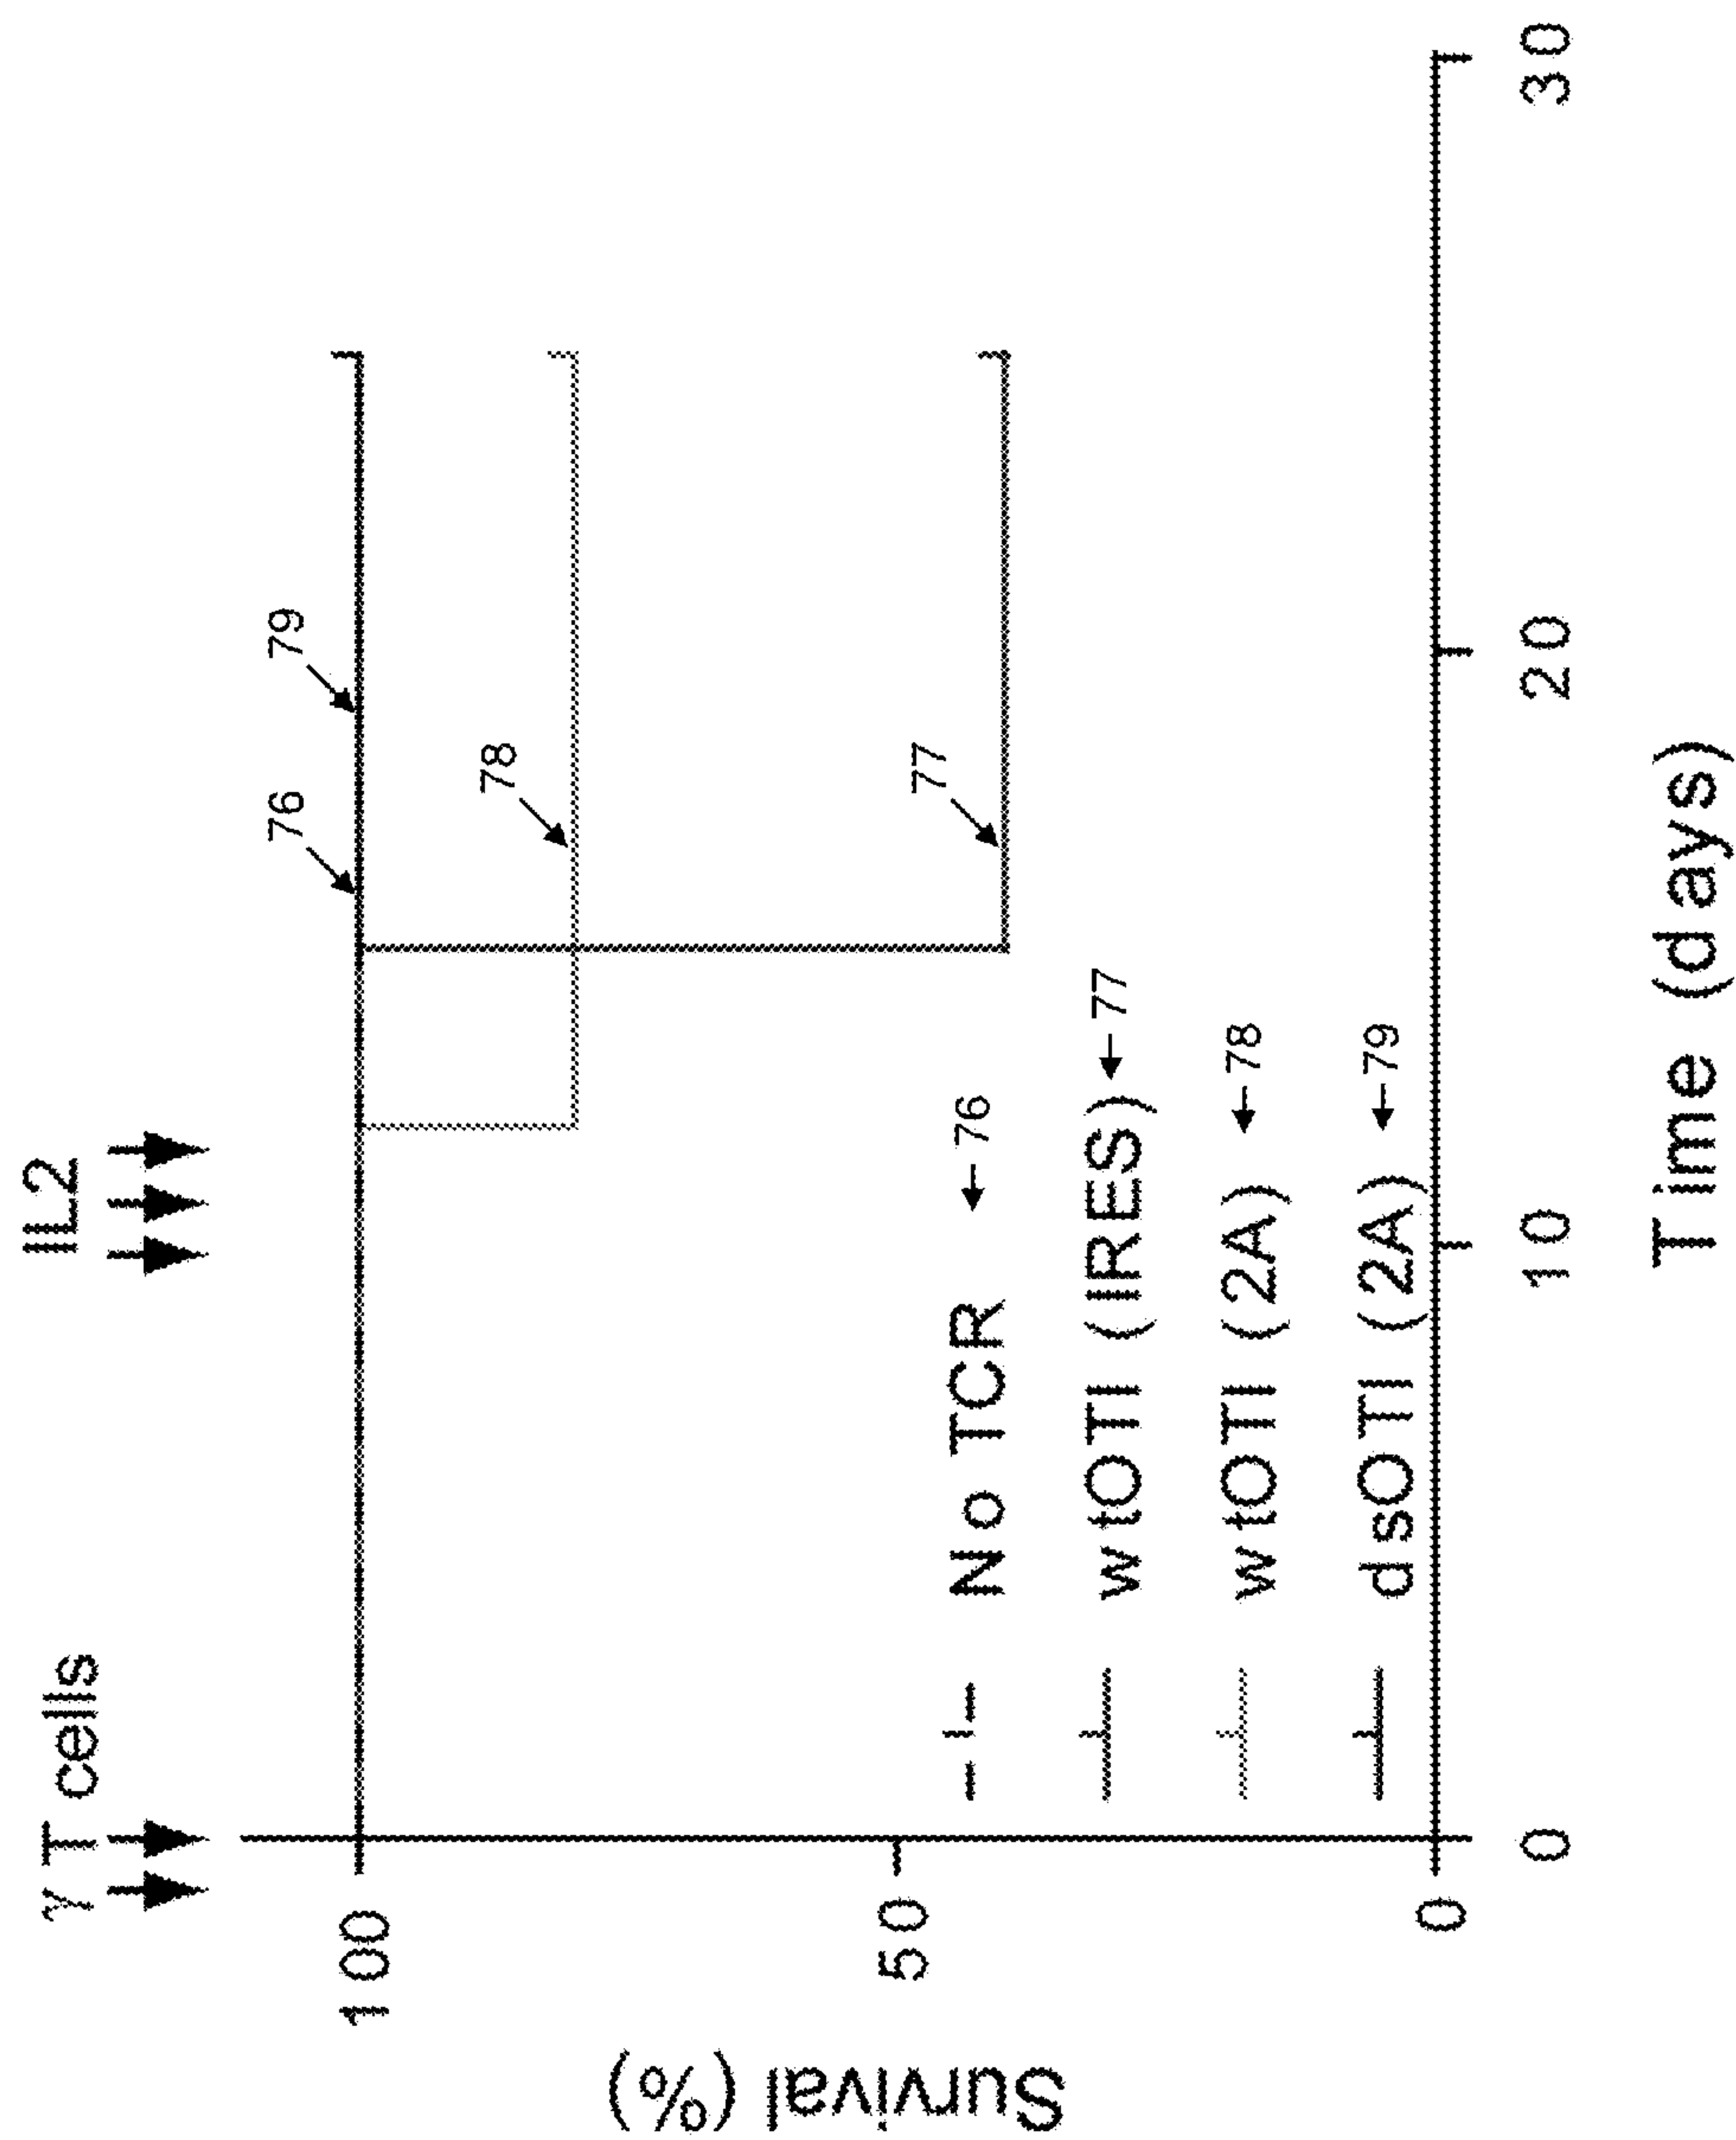 γ T cells
IL2
Survival (%)
100
50
0
76
79
78
77
No TCR 76
wtOTI (IRES) 77
wtOTI (2A) 78
dsOTI (2A) 79
0
10
20
30
Time (days)